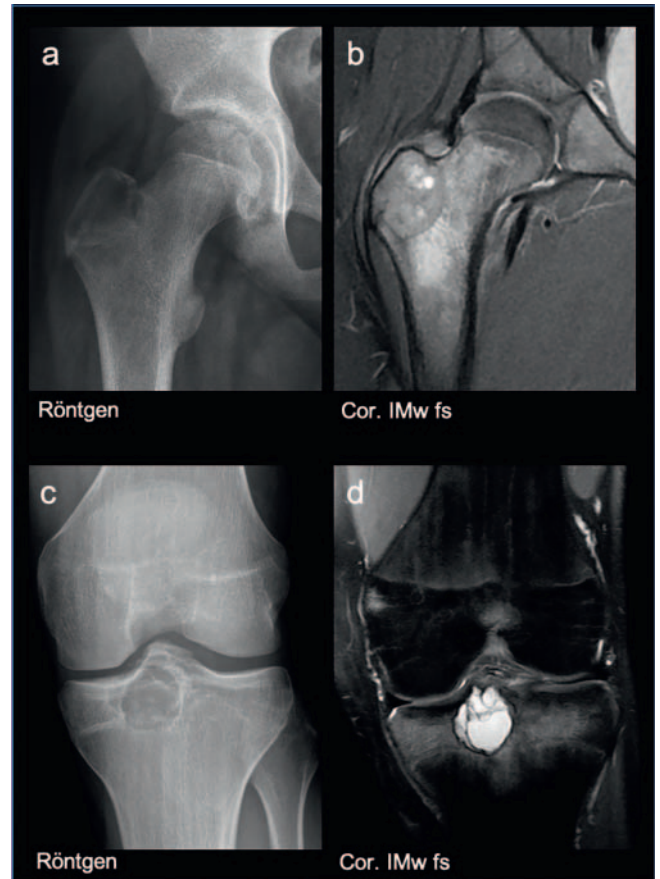 a
b
Röntgen
Cor. IMw fs
c
d
Röntgen
Cor. IMw fs